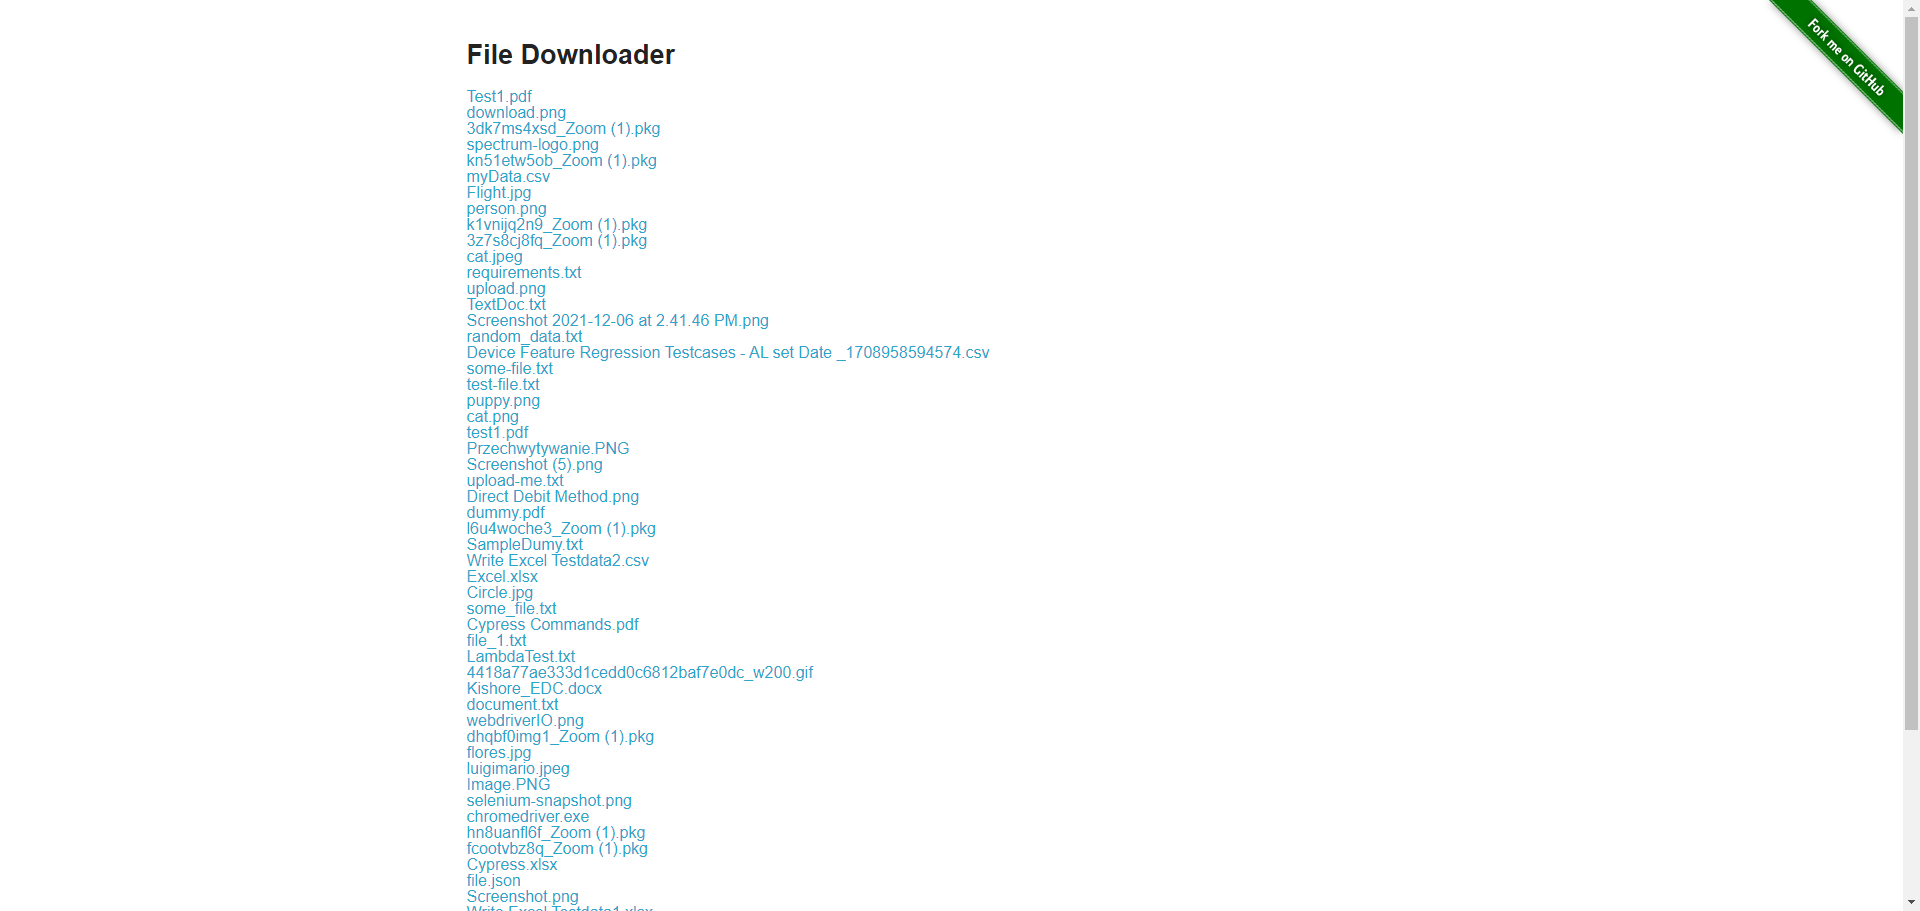 File Downloader
Fork me on GitHub
Test1.pdf
download.png
3dk7ms4xsd_Zoom (1).pkg
spectrum-logo.png
kn51etw5ob_Zoom (1).pkg
myData.csv
Flight.jpg
person.png
k1vnijq2n9_Zoom (1).pkg
3z7s8cj8fq_Zoom (1).pkg
cat.jpeg
requirements.txt
upload.png
TextDoc.txt
Screenshot 2021-12-06 at 2.41.46 PM.png
random_data.txt
Device Feature Regression Testcases - AL set Date _1708958594574.csv
some-file.txt
test-file.txt
puppy.png
cat.png
test1.pdf
Przechwytywanie.PNG
Screenshot (5).png
upload-me.txt
Direct Debit Method.png
dummy.pdf
l6u4woche3_Zoom (1).pkg
SampleDumy.txt
Write Excel Testdata2.csv
Excel.xlsx
Circle.jpg
some_file.txt
Cypress Commands.pdf
file_1.txt
LambdaTest.txt
4418a77ae333d1cedd0c6812baf7e0dc_w200.gif
Kishore_EDC.docx
document.txt
webdriverIO.png
dhqbf0img1_Zoom (1).pkg
flores.jpg
luigimario.jpeg
Image.PNG
selenium-snapshot.png
chromedriver.exe
hn8uanfl6f_Zoom (1).pkg
fcootvbz8q_Zoom (1).pkg
Cypress.xlsx
file.json
Screenshot.png
Write Excel Testdata1.xlsx